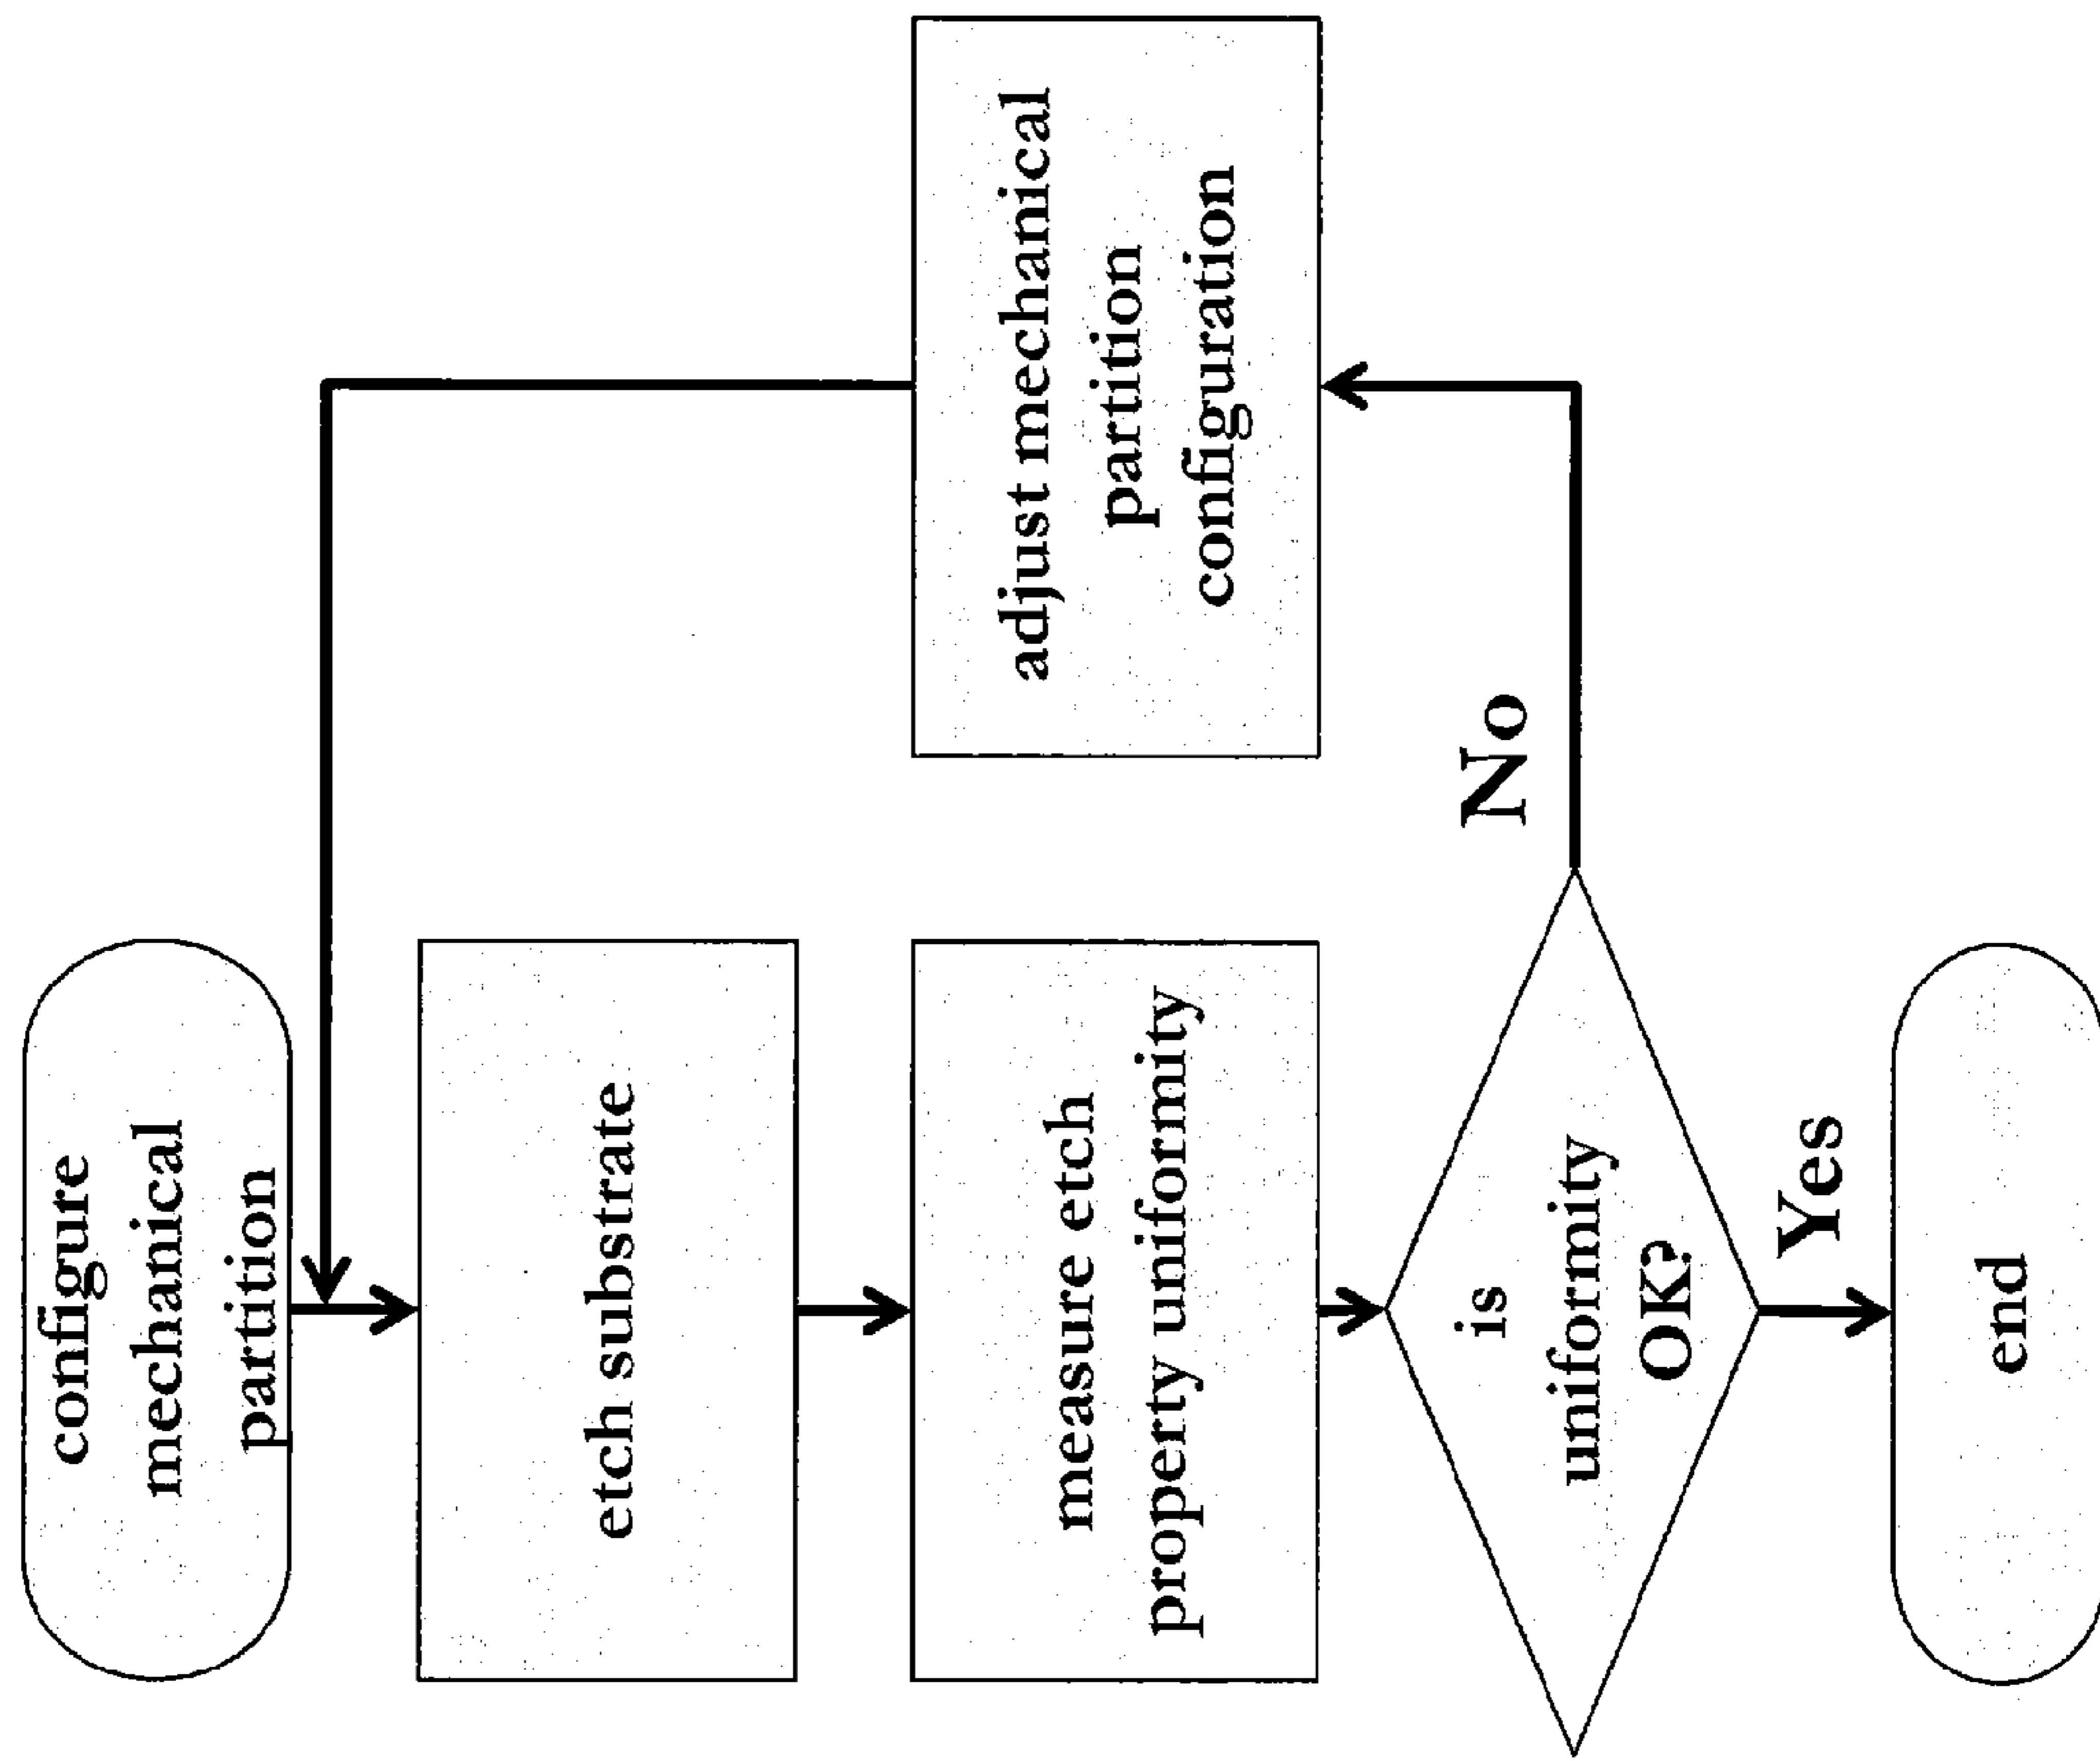 configure
mechanical
partition
etch substrate
measure etch
property uniformity
is
uniformity
OK?
Yes
end
No
adjust mechanical
partition
configuration